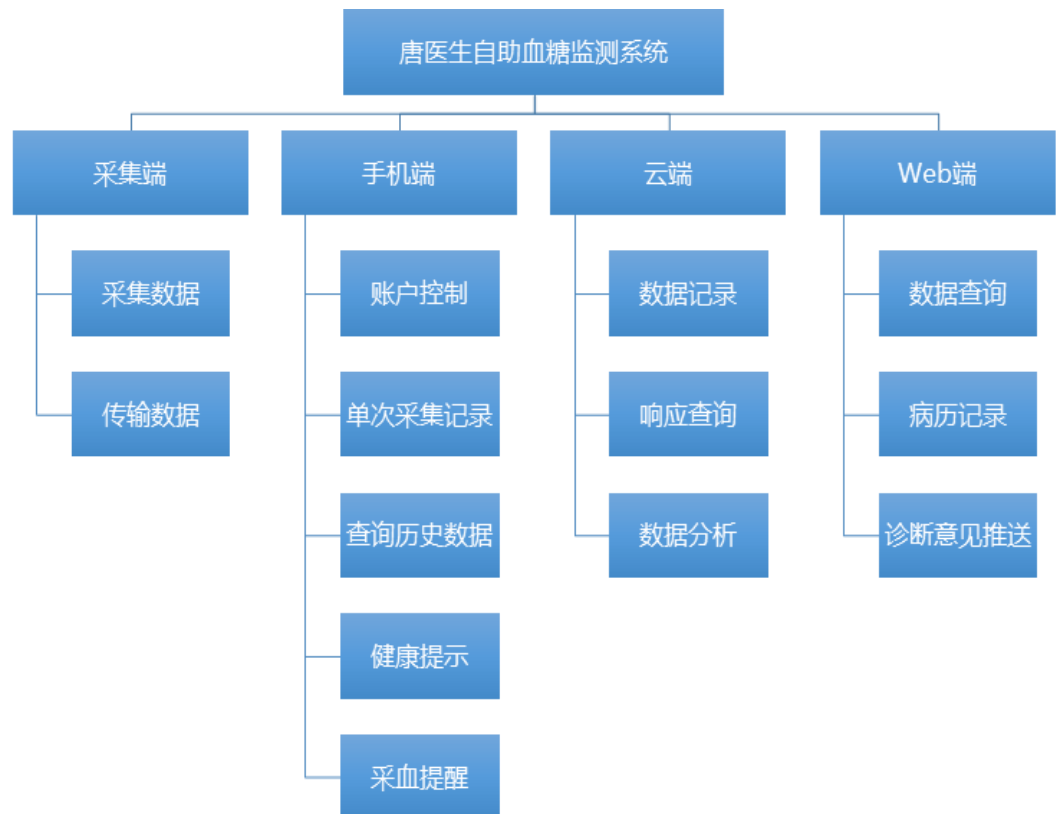 唐医生自助血糖监测系统
采集端
手机端
云端
Web端
采集数据
账户控制
数据记录
数据查询
传输数据
单次采集记录
响应查询
病历记录
查询历史数据
数据分析
诊断意见推送
健康提示
采血提醒